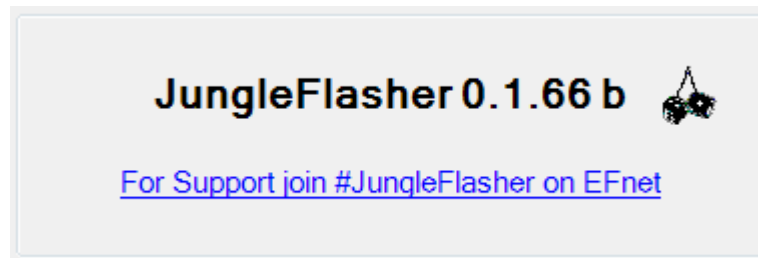 JungleFlasher 0.1.66 b
For Support join #JungleFlasher on EFnet